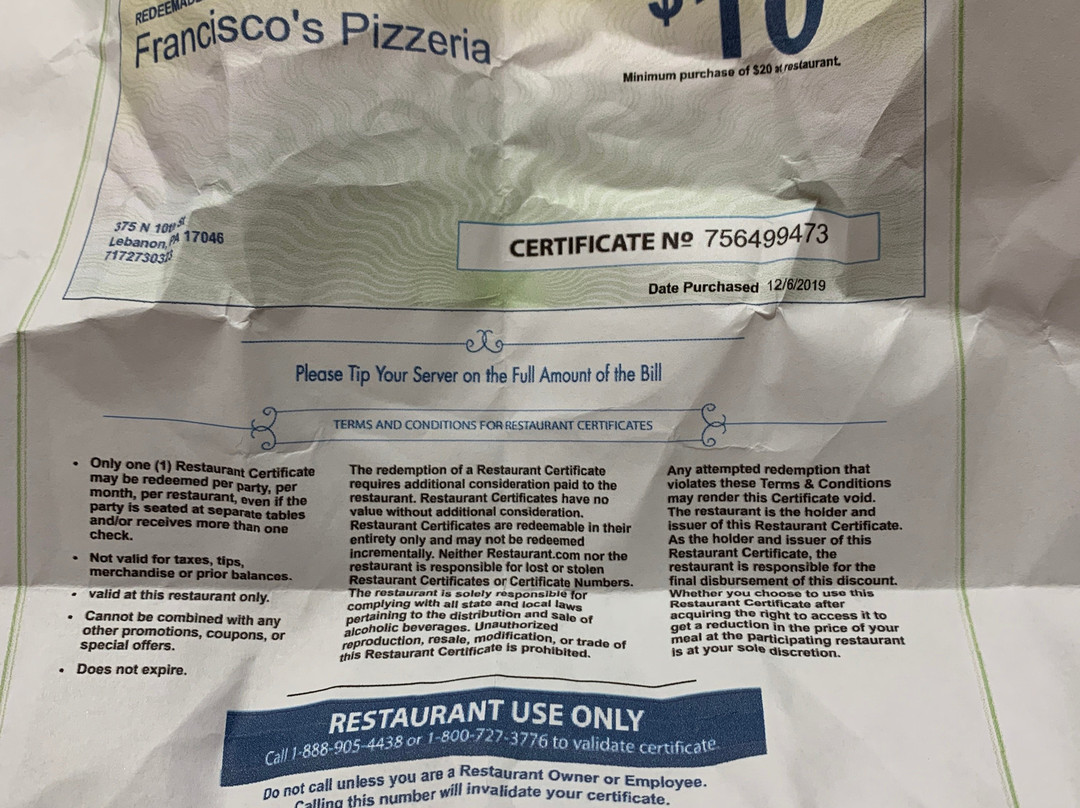 Francisco's Pizzeria
$10
Minimum purchase of $20 at restaurant.
375 N 10th St
Lebanon, PA 17046
CERTIFICATE Nº 756499473
Date Purchased 12/6/2019
Please Tip Your Server on the Full Amount of the Bill
TERMS AND CONDITIONS FOR RESTAURANT CERTIFICATES
• Only one (1) Restaurant Certificate
may be redeemed per party, per
month, per restaurant, even if the
party is seated at separate tables
and/or receives more than one
check.
• Not valid for taxes, tips,
merchandise or prior balances.
• valid at this restaurant only.
• Cannot be combined with any
other promotions, coupons, or
special offers.
• Does not expire.
The redemption of a Restaurant Certificate
requires additional consideration paid to the
restaurant. Restaurant Certificates have no
value without additional consideration.
Restaurant Certificates are redeemable in their
entirety only and may not be redeemed
incrementally. Neither Restaurant.com nor the
restaurant is responsible for lost or stolen
Restaurant Certificates or Certificate Numbers.
The restaurant is solely responsible for
complying with all state and local laws
pertaining to the distribution and sale of
alcoholic beverages. Unauthorized
reproduction, resale, modification, or trade of
this Restaurant Certificate is prohibited.
Any attempted redemption that
violates these Terms & Conditions
may render this Certificate void.
The restaurant is the holder and
issuer of this Restaurant Certificate.
As the holder and issuer of this
Restaurant Certificate, the
restaurant is responsible for the
final disbursement of this discount.
Whether you choose to use this
Restaurant Certificate after
acquiring the right to access it to
get a reduction in the price of your
meal at the participating restaurant
is at your sole discretion.
RESTAURANT USE ONLY
Call 1-888-905-4438 or 1-800-727-3776 to validate certificate
Do not call unless you are a Restaurant Owner or Employee.
Calling this number will invalidate your certificate.